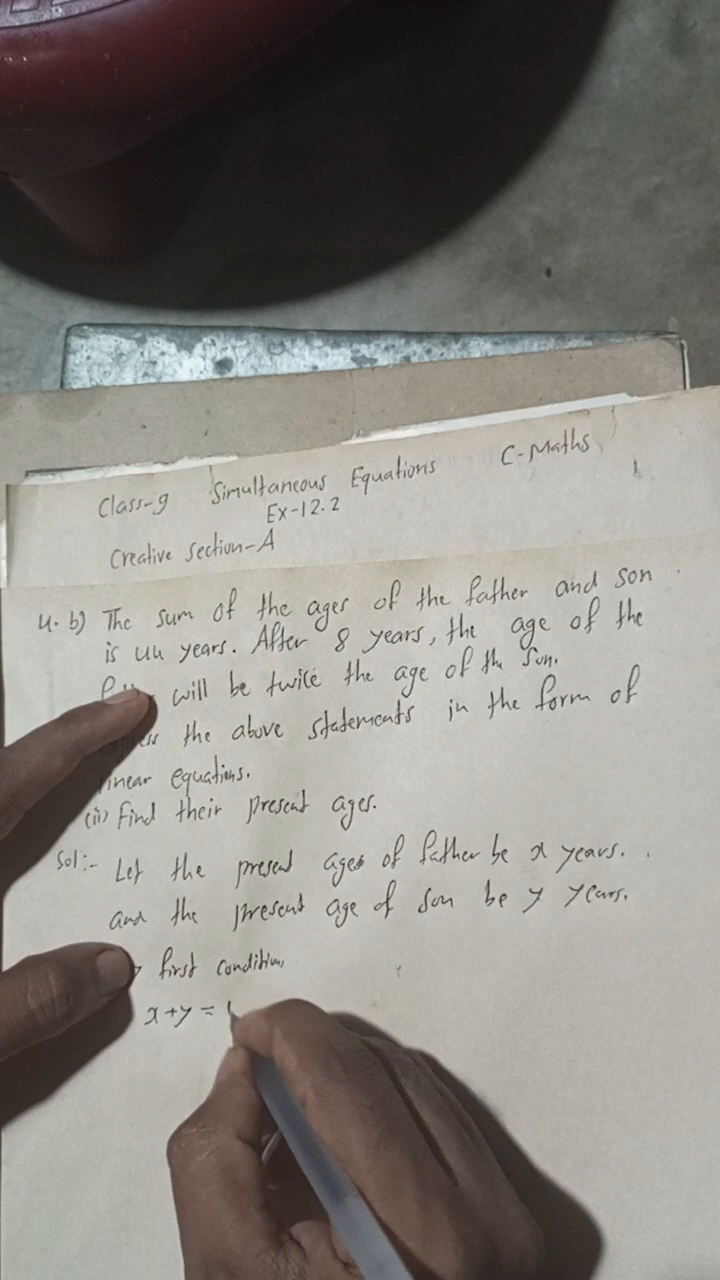 Class-9 Simultaneous Equations C-Maths
Ex-12.2
Creative Section-A
4. b) The sum of the ages of the father and son
is 44 years. After 8 years, the age of the
will be twice the age of the son.
the above statements in the form of
linear equations.
(ii) Find their present ages.
Sol:- Let the present ages of father be x years.
and the present age of son be y years.
first condition,
x+y =